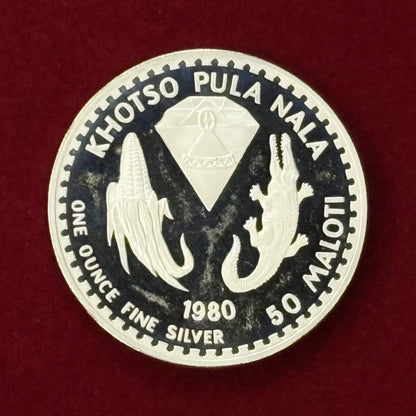 KHOTSO PULA NALA
ONE OUNCE FINE SILVER
1980
50 MALOTI